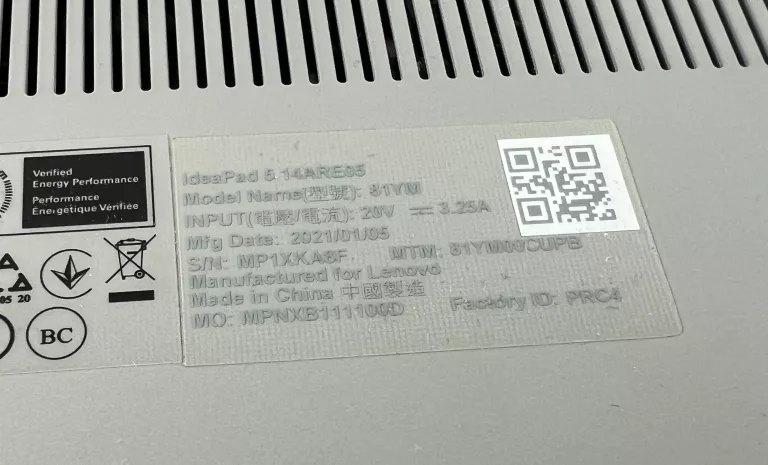 Verified
Energy Performance
Performance
Énergétique Vérifiée
05 20
BC
IdeaPad 5 14ARE05
Model Name(型號): 81YM
INPUT(電壓/電流): 20V ⎓ 3.25A
Mfg Date: 2021/01/05
S/N: MP1XKA8F MTM: 81YM00CUPB
Manufactured for Lenovo
Made in China 中國製造
MO: MPNXB111100D Factory ID: PRC4